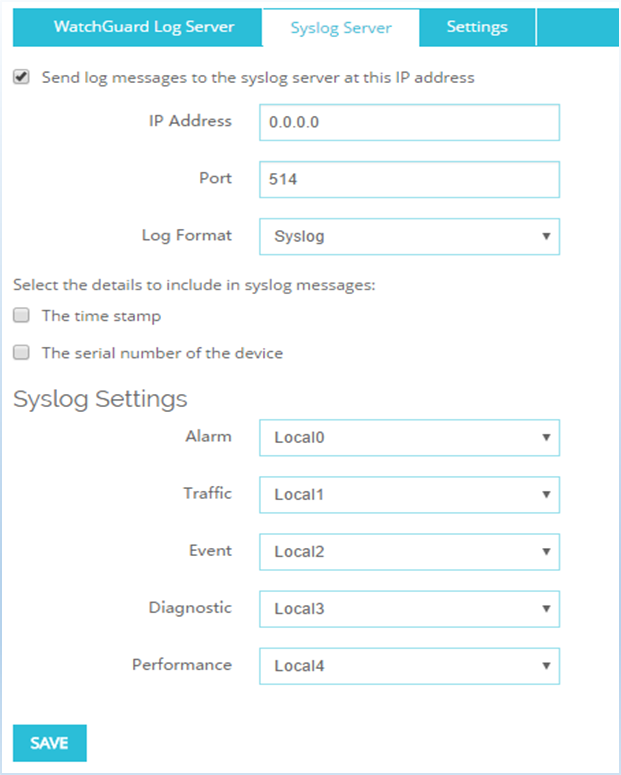 WatchGuard Log Server Syslog Server Settings
Send log messages to the syslog server at this IP address
IP Address 0.0.0.0
Port 514
Log Format Syslog
Select the details to include in syslog messages:
The time stamp
The serial number of the device
Syslog Settings
Alarm Local0
Traffic Local1
Event Local2
Diagnostic Local3
Performance Local4
SAVE